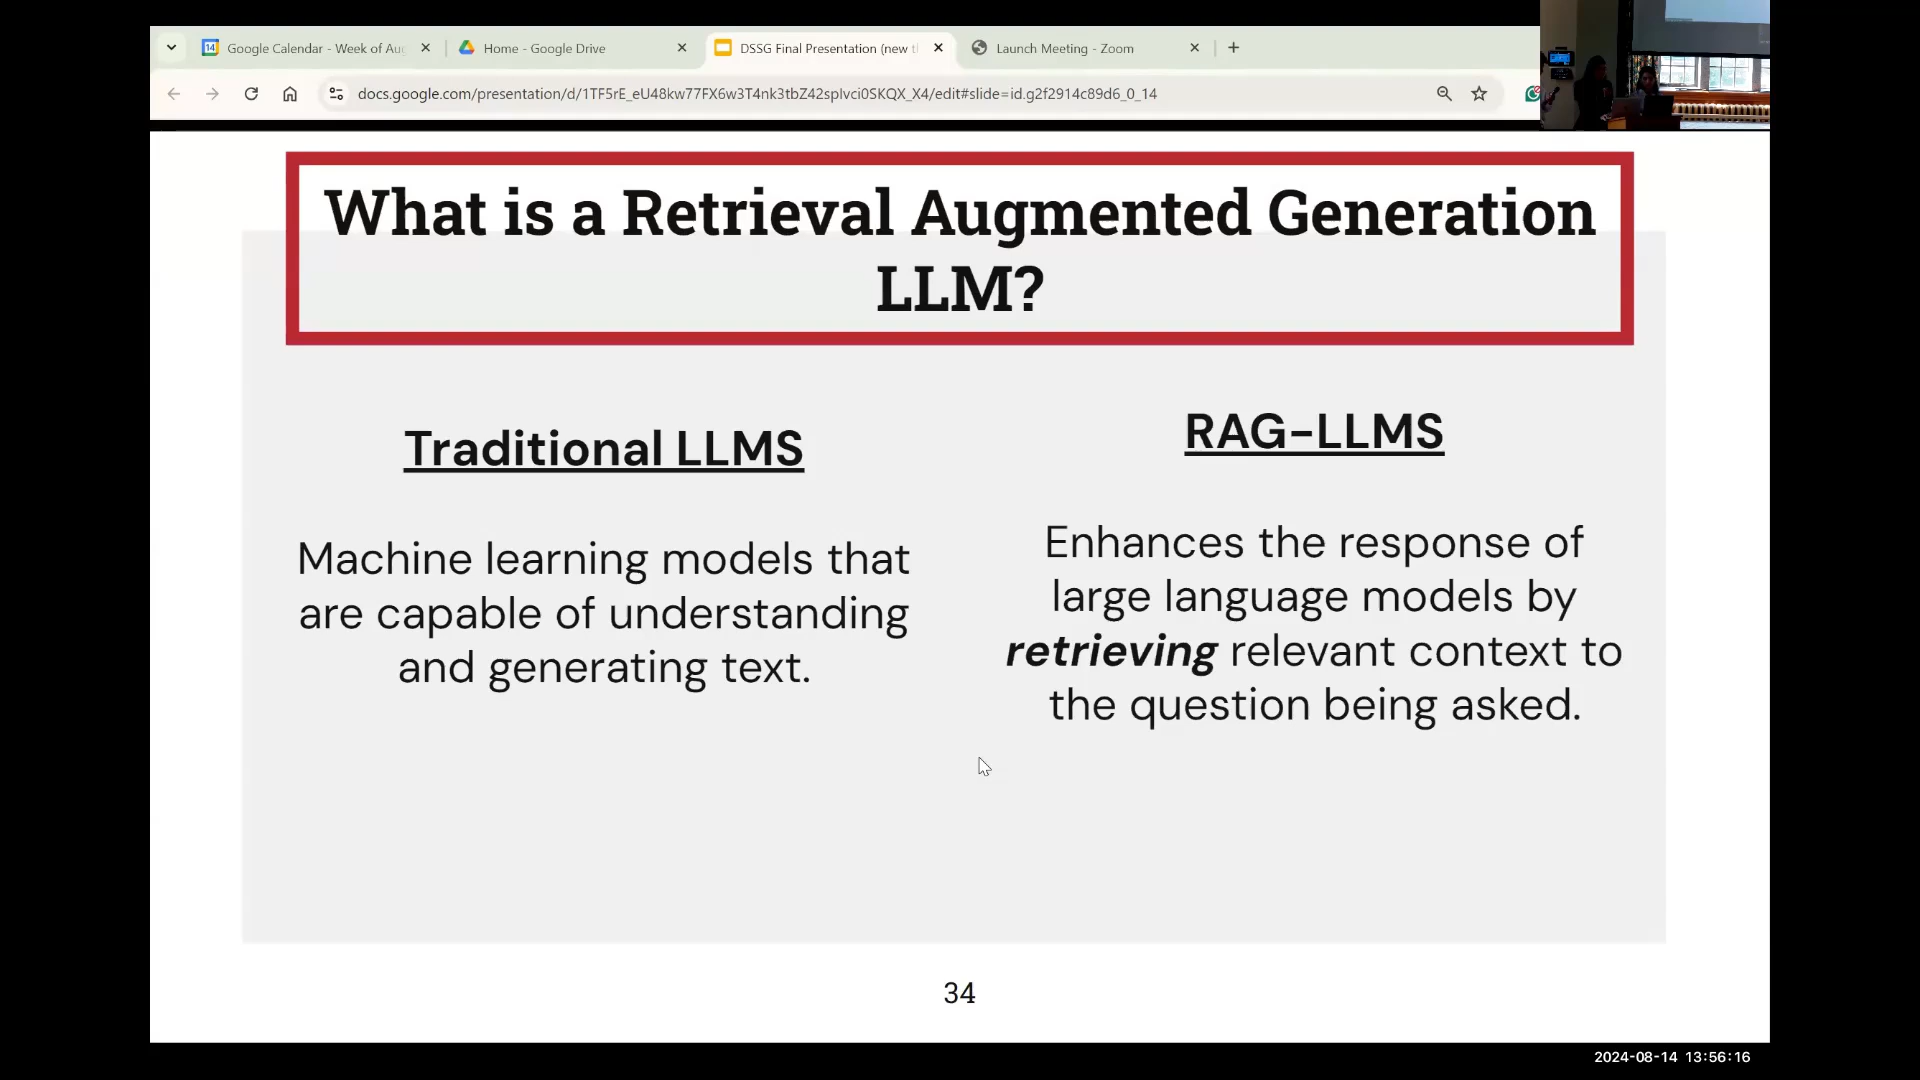 Google Calendar - Week of Aug
Home - Google Drive
DSSG Final Presentation (new t
Launch Meeting - Zoom
docs.google.com/presentation/d/1TF5rE_eU48kw77FX6w3T4nk3tbZ42spIvci0SKQX_X4/edit#slide=id.g2f2914c89d6_0_14
What is a Retrieval Augmented Generation
LLM?
Traditional LLMS
Machine learning models that
are capable of understanding
and generating text.
RAG-LLMS
Enhances the response of
large language models by
retrieving relevant context to
the question being asked.
34
2024-08-14 13:56:16